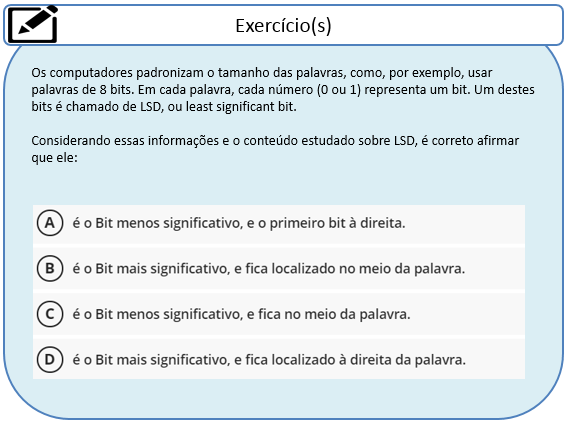 Exercício(s)
Os computadores padronizam o tamanho das palavras, como, por exemplo, usar
palavras de 8 bits. Em cada palavra, cada número (0 ou 1) representa um bit. Um destes
bits é chamado de LSD, ou least significant bit.
Considerando essas informações e o conteúdo estudado sobre LSD, é correto afirmar
que ele:
A é o Bit menos significativo, e o primeiro bit à direita.
B é o Bit mais significativo, e fica localizado no meio da palavra.
C é o Bit menos significativo, e fica no meio da palavra.
D é o Bit mais significativo, e fica localizado à direita da palavra.